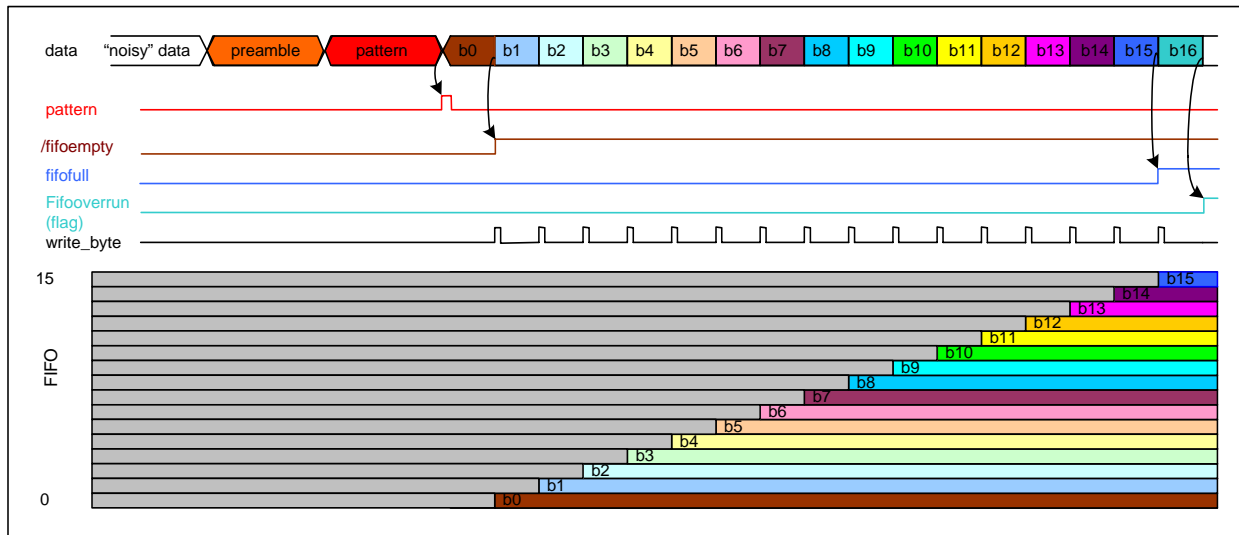 data “noisy” data preamble pattern b0 b1 b2 b3 b4 b5 b6 b7 b8 b9 b10 b11 b12 b13 b14 b15 b16
pattern
/fifoempty
fifofull
Fifooverrun
(flag)
write_byte
15
b15
b14
b13
b12
b11
b10
b9
b8
b7
b6
b5
b4
b3
b2
b1
b0
0
FIFO